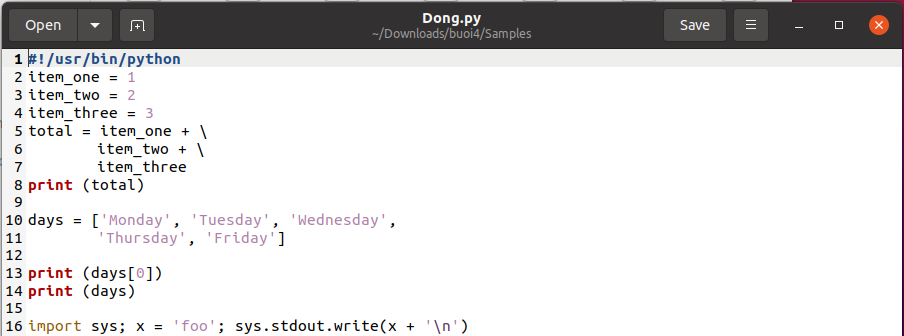 Open
Dong.py
~/Downloads/buoi4/Samples
Save
1 #!/usr/bin/python
2 item_one = 1
3 item_two = 2
4 item_three = 3
5 total = item_one + \
6         item_two + \
7         item_three
8 print (total)
9
10 days = ['Monday', 'Tuesday', 'Wednesday',
11         'Thursday', 'Friday']
12
13 print (days[0])
14 print (days)
15
16 import sys; x = 'foo'; sys.stdout.write(x + '\n')